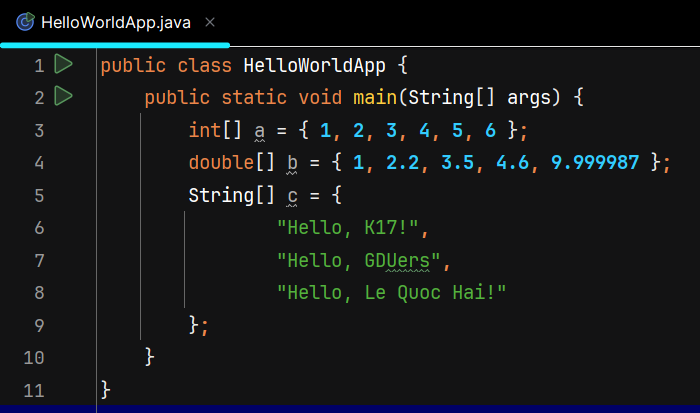 HelloWorldApp.java ×
1 public class HelloWorldApp {
2     public static void main(String[] args) {
3         int[] a = { 1, 2, 3, 4, 5, 6 };
4         double[] b = { 1, 2.2, 3.5, 4.6, 9.999987 };
5         String[] c = {
6                 "Hello, K17!",
7                 "Hello, GDUers",
8                 "Hello, Le Quoc Hai!"
9         };
10     }
11 }